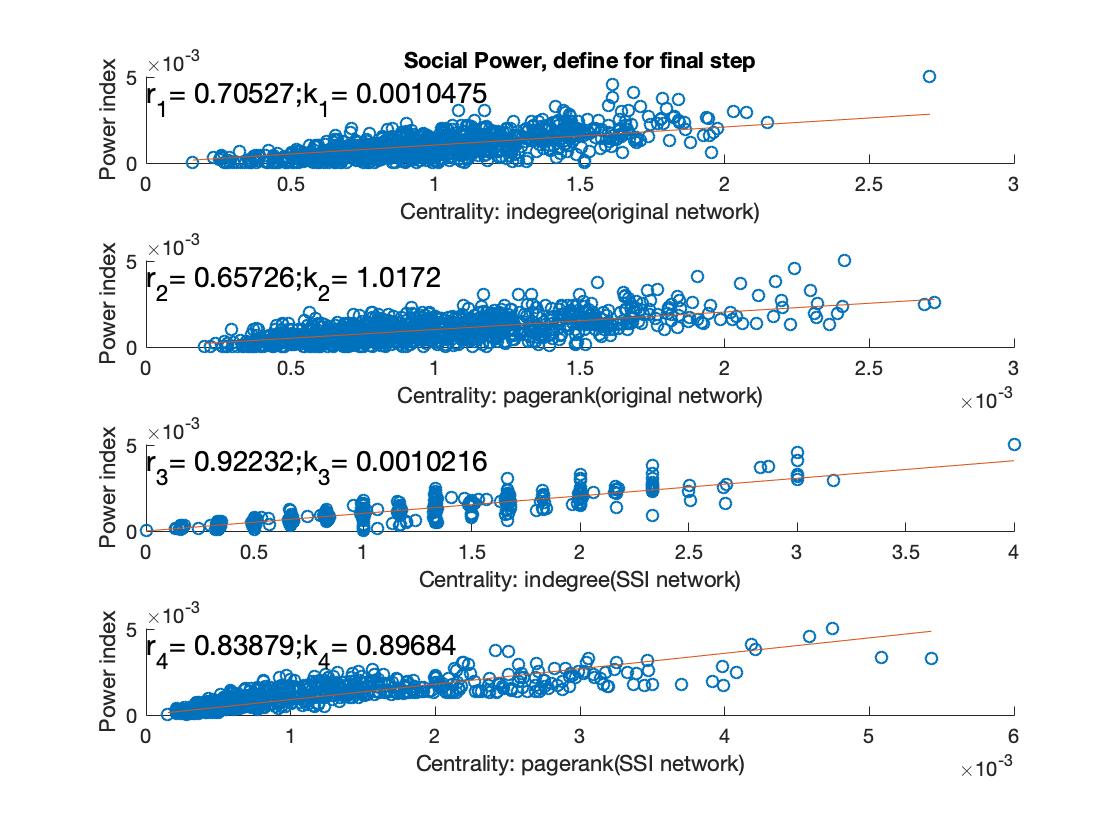 Social Power, define for final step
×10-3
Power index
5
0
r1= 0.70527;k1= 0.0010475
0 0.5 1 1.5 2 2.5 3
Centrality: indegree(original network)
×10-3
Power index
5
0
r2= 0.65726;k2= 1.0172
0 0.5 1 1.5 2 2.5 3
Centrality: pagerank(original network)
×10-3
×10-3
Power index
5
0
r3= 0.92232;k3= 0.0010216
0 0.5 1 1.5 2 2.5 3 3.5 4
Centrality: indegree(SSI network)
×10-3
Power index
5
0
r4= 0.83879;k4= 0.89684
0 1 2 3 4 5 6
Centrality: pagerank(SSI network)
×10-3